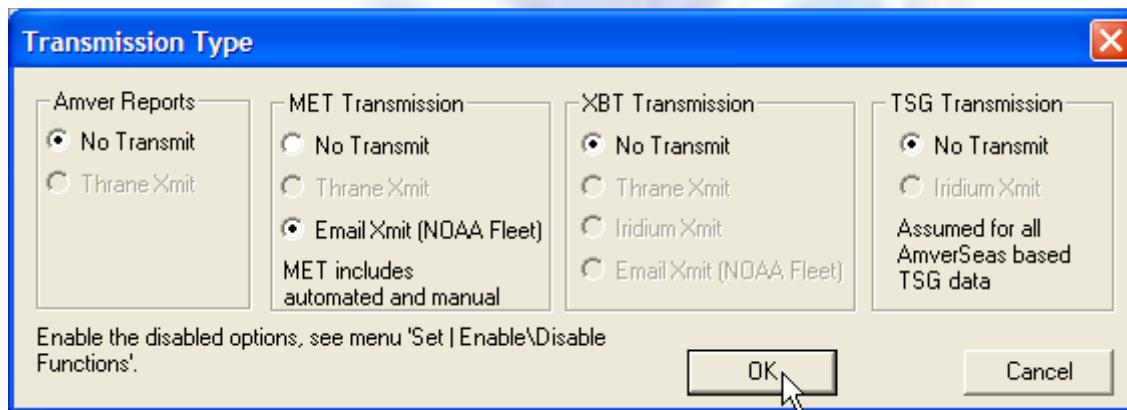 Transmission Type
Amver Reports
No Transmit
Thrane Xmit
MET Transmission
No Transmit
Thrane Xmit
Email Xmit (NOAA Fleet)
MET includes
automated and manual
XBT Transmission
No Transmit
Thrane Xmit
Iridium Xmit
Email Xmit (NOAA Fleet)
TSG Transmission
No Transmit
Iridium Xmit
Assumed for all
AmverSeas based
TSG data
Enable the disabled options, see menu 'Set | Enable\Disable
Functions'.
OK
Cancel